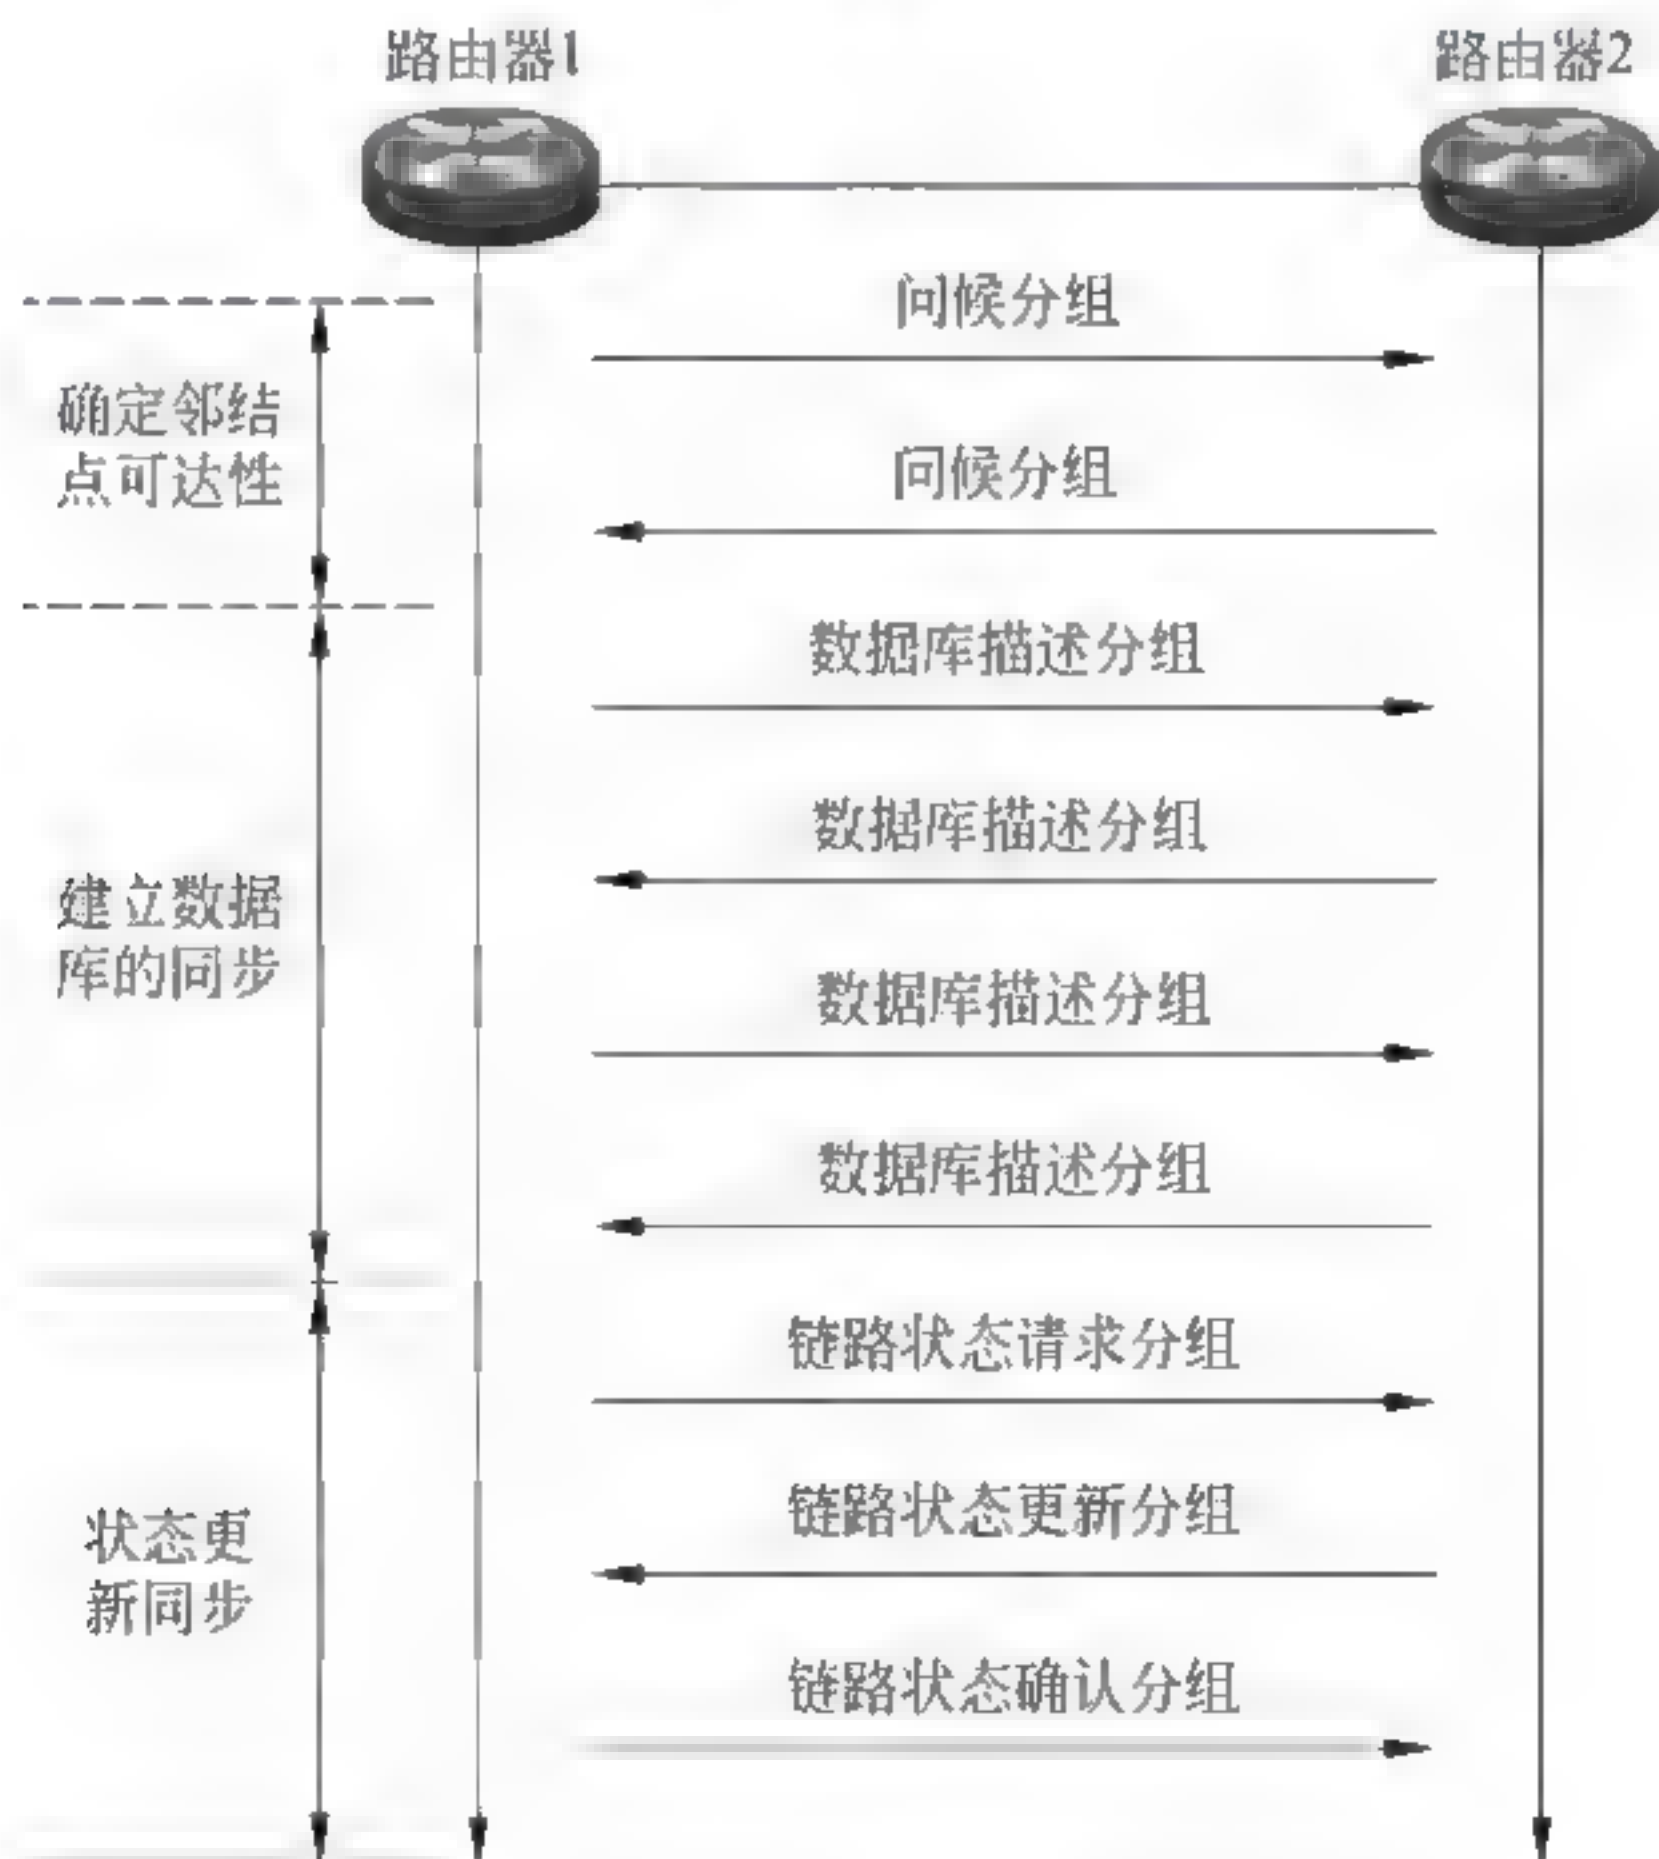 路由器1
路由器2
问候分组
确定邻结
点可达性
问候分组
数据库描述分组
数据库描述分组
建立数据
库的同步
数据库描述分组
数据库描述分组
链路状态请求分组
链路状态更新分组
状态更
新同步
链路状态确认分组